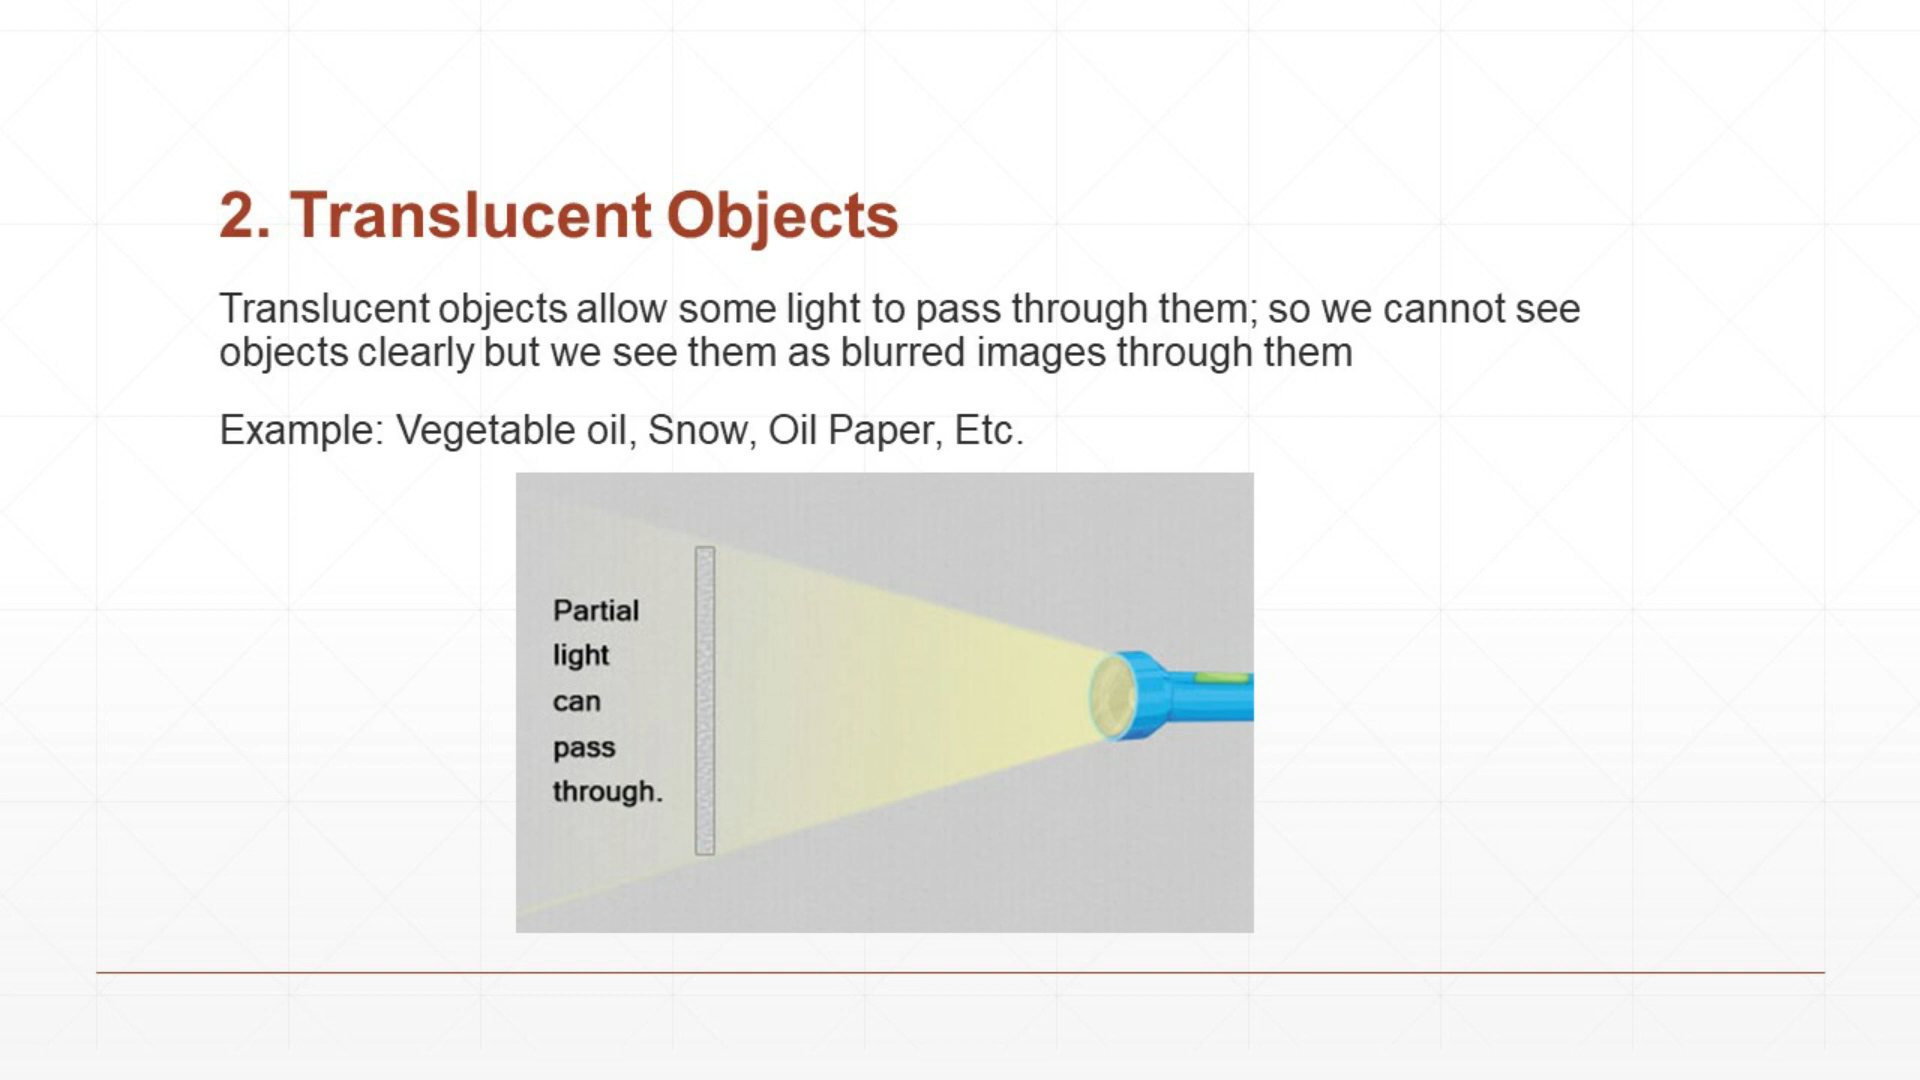 2. Translucent Objects
Translucent objects allow some light to pass through them; so we cannot see
objects clearly but we see them as blurred images through them
Example: Vegetable oil, Snow, Oil Paper, Etc.
Partial
light
can
pass
through.